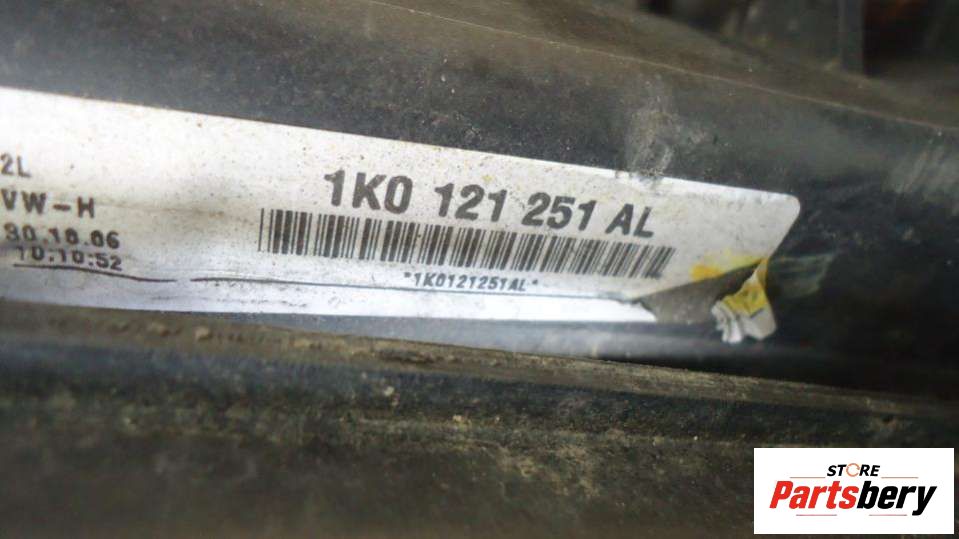 2L
VW-H
30.10.06
10:10:52
1K0 121 251 AL
*1K0121251AL*
STORE
Partsbery